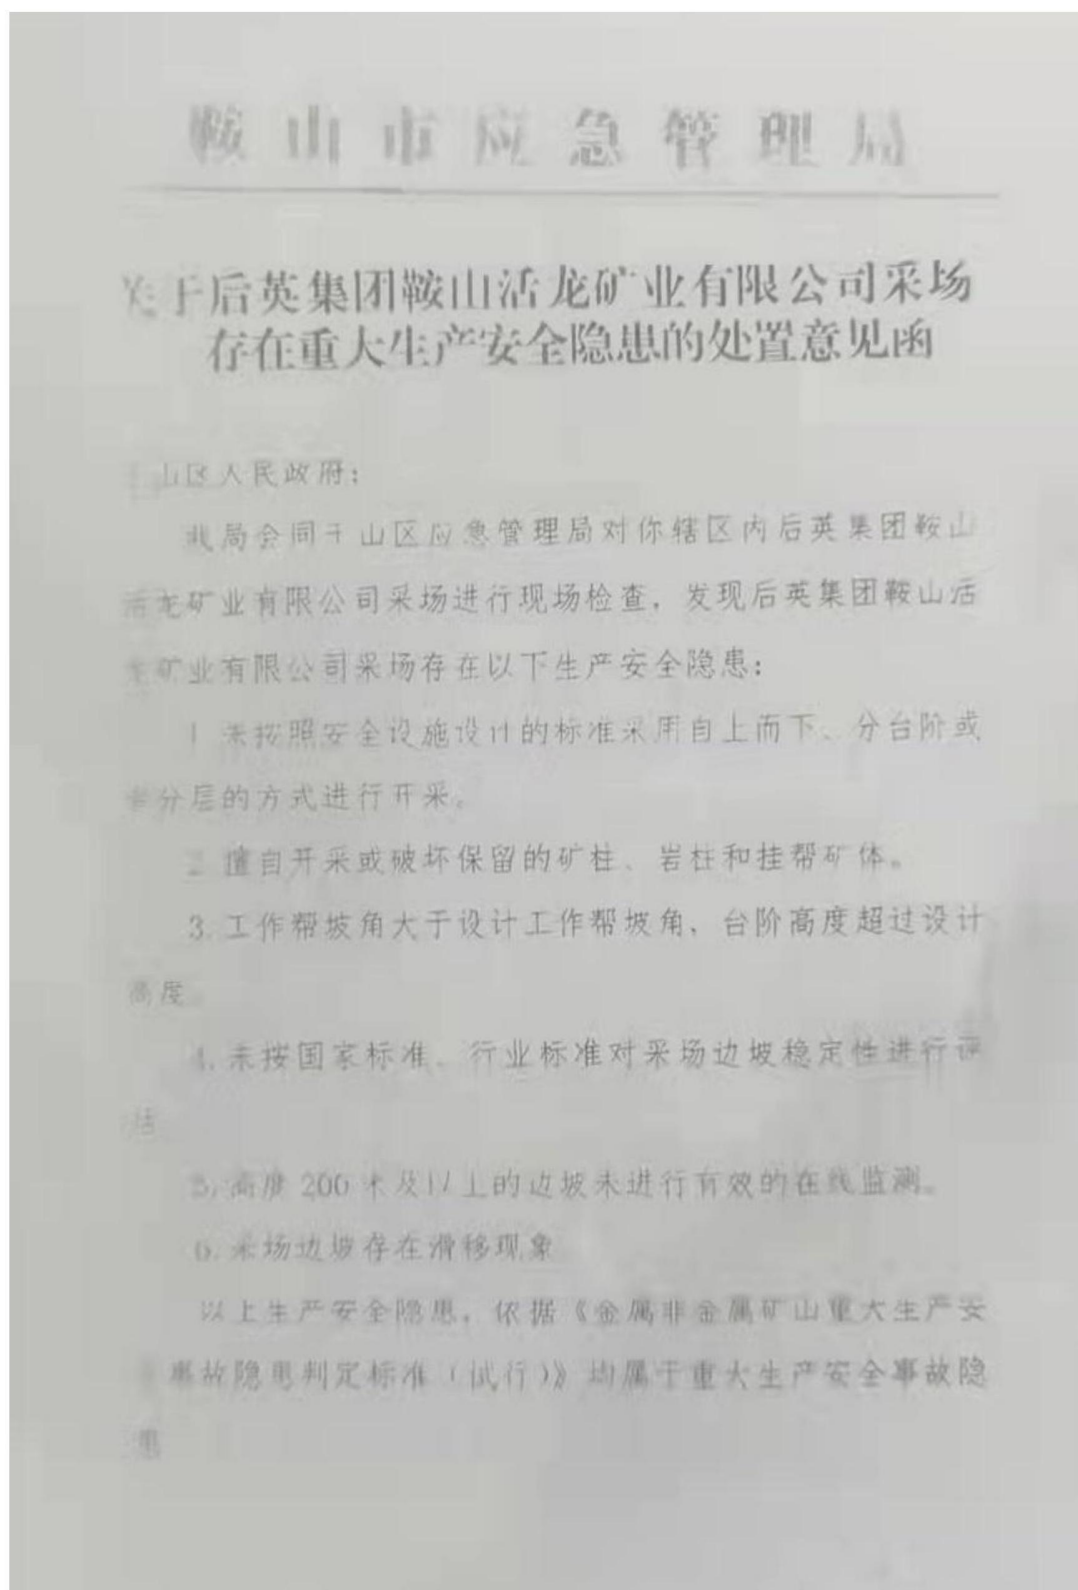 鞍山市应急管理局
关于后英集团鞍山活龙矿业有限公司采场
存在重大生产安全隐患的处置意见函
山区人民政府：
我局会同千山区应急管理局对你辖区内后英集团鞍山
活龙矿业有限公司采场进行现场检查，发现后英集团鞍山活
龙矿业有限公司采场存在以下生产安全隐患：
1 未按照安全设施设计的标准采用自上而下、分台阶或
者分层的方式进行开采。
2 擅自开采或破坏保留的矿柱、岩柱和挂帮矿体。
3.工作帮坡角大于设计工作帮坡角，台阶高度超过设计
高度。
4.未按国家标准、行业标准对采场边坡稳定性进行评
估
5.高度 200 米及以上的边坡未进行有效的在线监测。
6.采场边坡存在滑移现象
以上生产安全隐患，依据《金属非金属矿山重大生产安
事故隐患判定标准（试行）》均属于重大生产安全事故隐
患